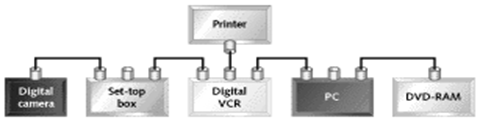 Printer
Digital camera
Set-top box
Digital VCR
PC
DVD-RAM